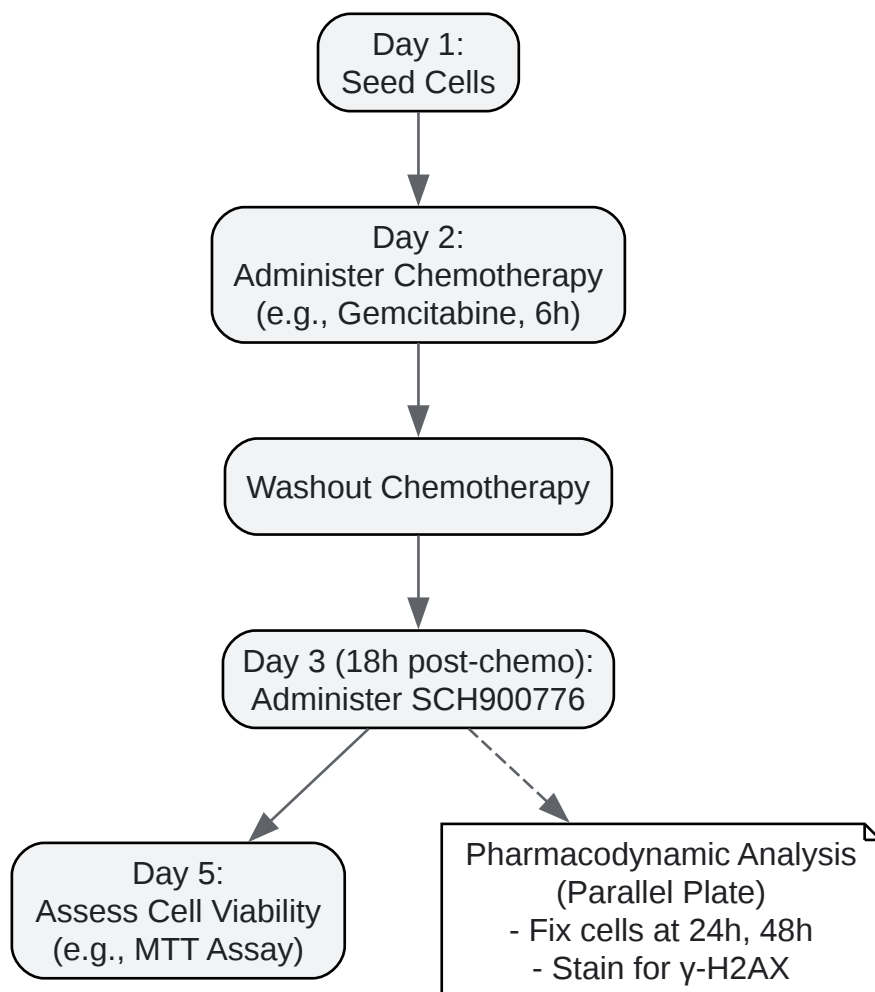 Day 1:
Seed Cells
Day 2:
Administer Chemotherapy
(e.g., Gemcitabine, 6h)
Washout Chemotherapy
Day 3 (18h post-chemo):
Administer SCH900776
Day 5:
Assess Cell Viability
(e.g., MTT Assay)
Pharmacodynamic Analysis
(Parallel Plate)
- Fix cells at 24h, 48h
- Stain for γ-H2AX